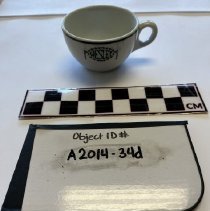 CM
Object ID #
A2014-34d